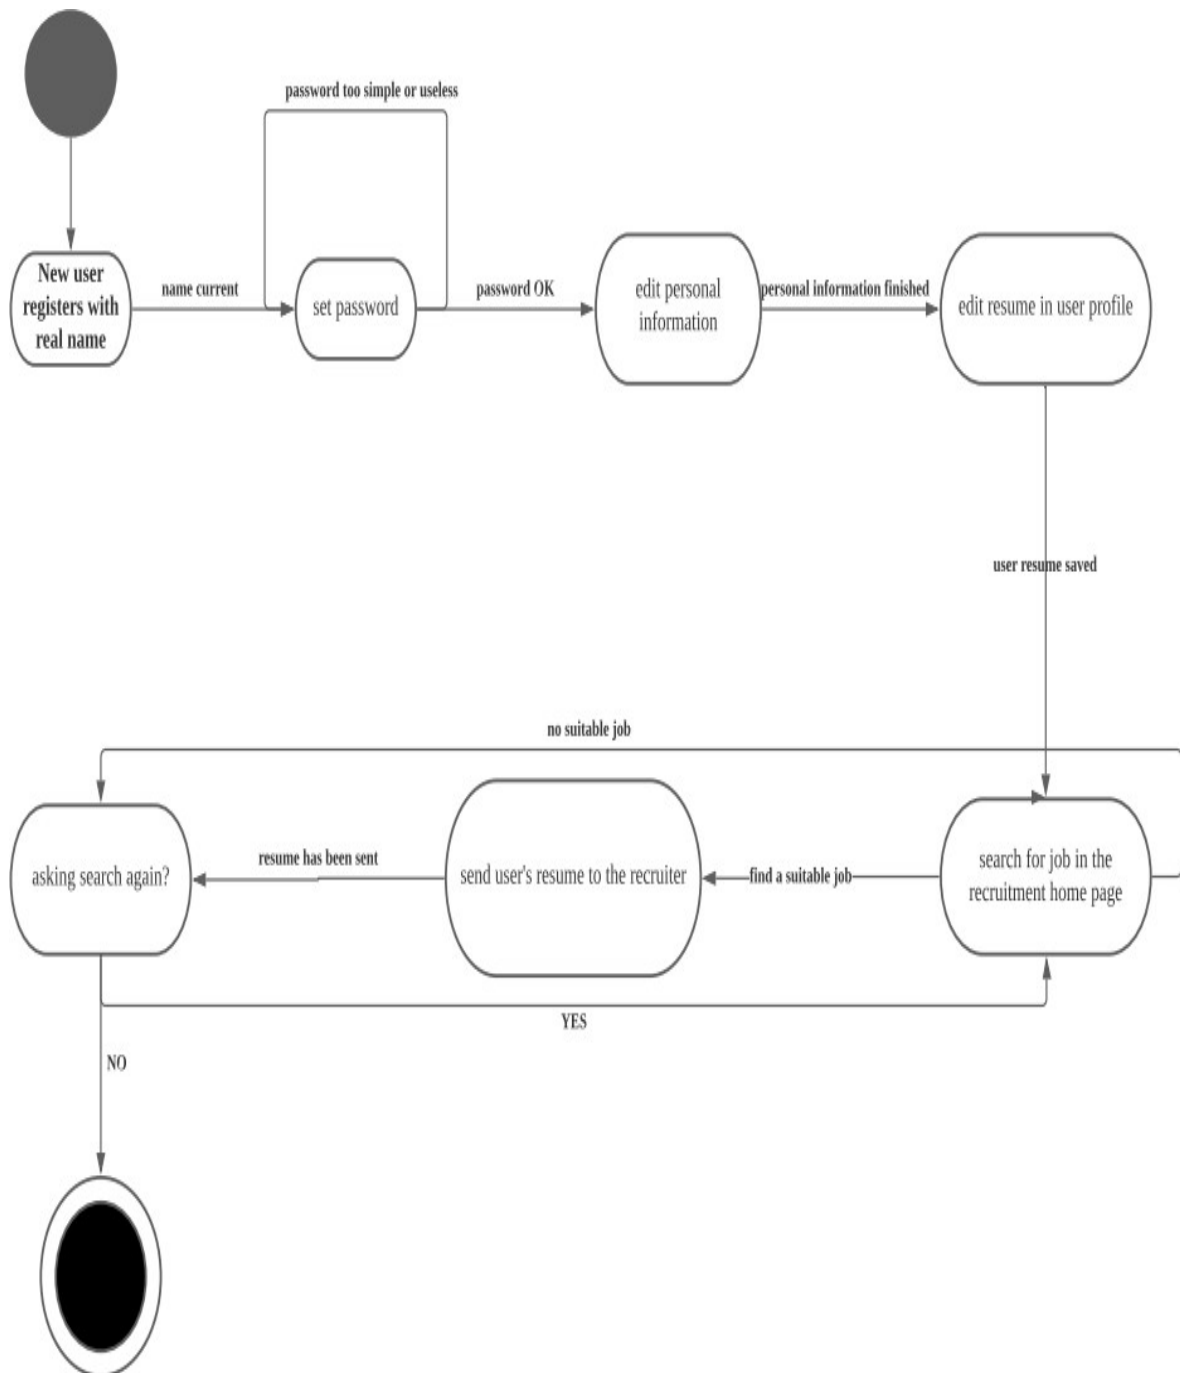 password too simple or useless
New user
registers with
real name
name current
set password
password OK
edit personal
information
personal information finished
edit resume in user profile
user resume saved
no suitable job
asking search again?
resume has been sent
send user's resume to the recruiter
find a suitable job
search for job in the
recruitment home page
YES
NO